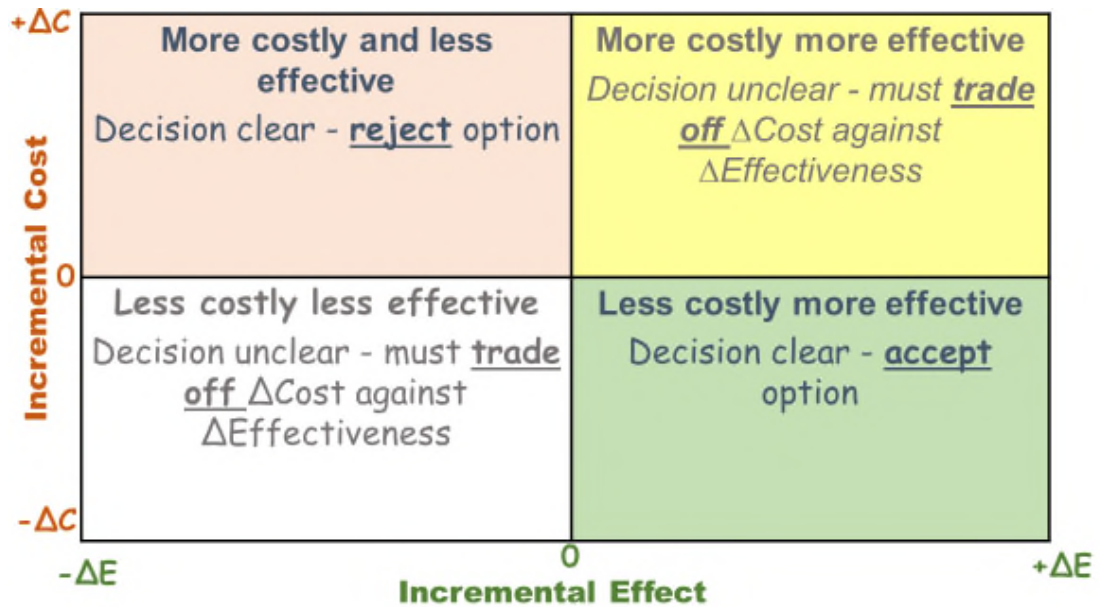 +ΔC
More costly and less
effective
Decision clear - reject option
More costly more effective
Decision unclear - must trade
off ΔCost against
ΔEffectiveness
Incremental Cost
0
Less costly less effective
Decision unclear - must trade
off ΔCost against
ΔEffectiveness
Less costly more effective
Decision clear - accept
option
-ΔC
-ΔE
0
+ΔE
Incremental Effect